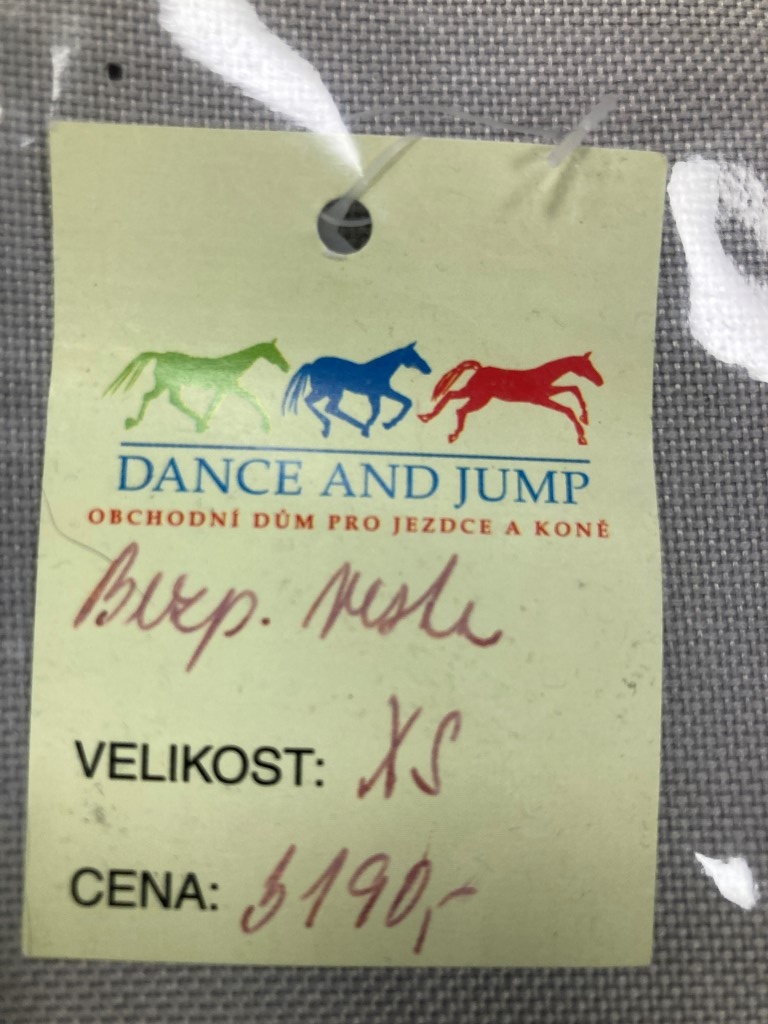 DANCE AND JUMP
OBCHODNÍ DŮM PRO JEZDCE A KONĚ
Bezp. vesta
VELIKOST: XS
CENA: 3190,-